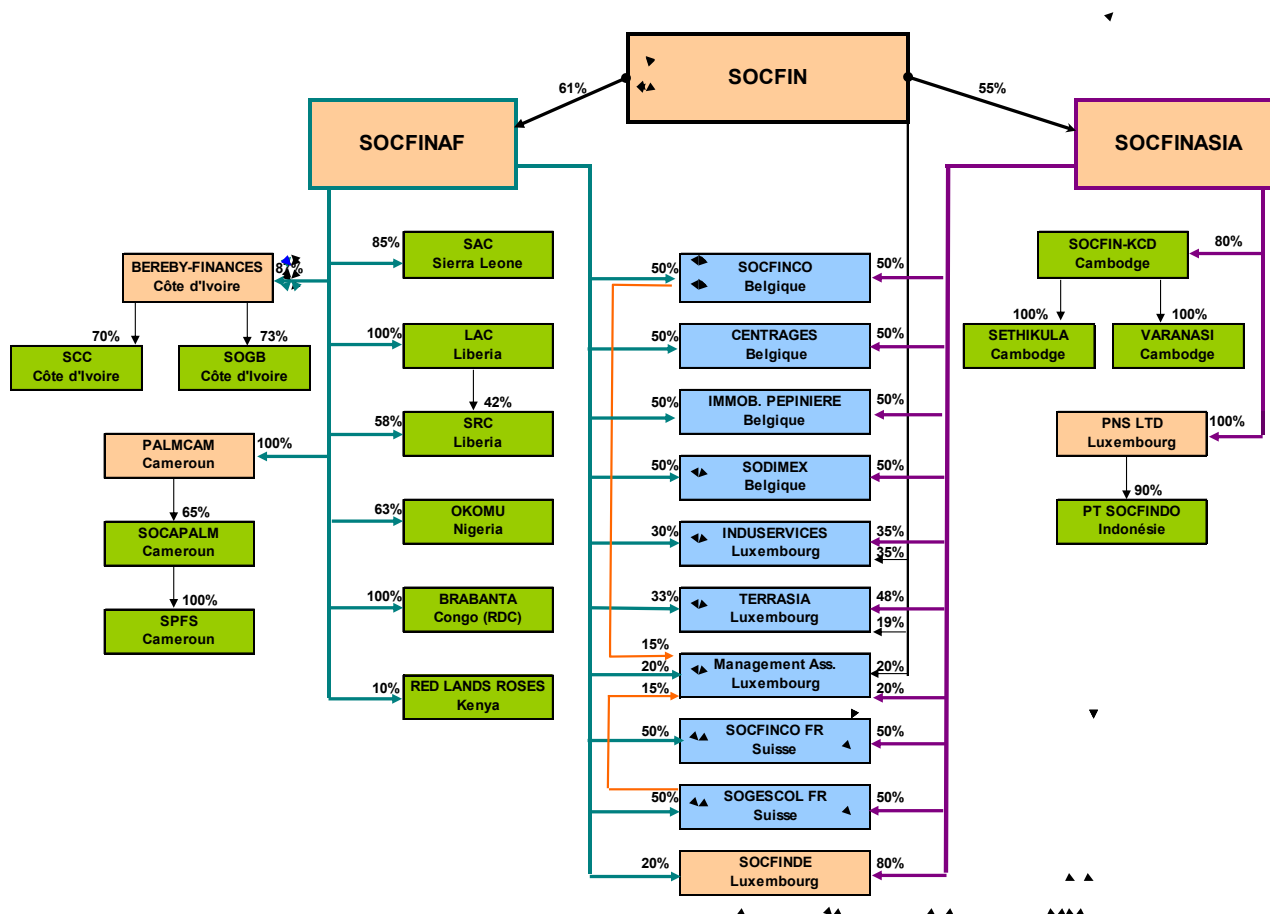 SOCFIN
61%
55%
SOCFINAF
SOCFINASIA
85%
SAC
Sierra Leone
BEREBY-FINANCES
Côte d'Ivoire
70%
73%
SCC
Côte d'Ivoire
SOGB
Côte d'Ivoire
100%
LAC
Liberia
42%
58%
SRC
Liberia
PALMCAM
Cameroun
100%
65%
SOCAPALM
Cameroun
100%
SPFS
Cameroun
63%
OKOMU
Nigeria
100%
BRABANTA
Congo (RDC)
10%
RED LANDS ROSES
Kenya
50%
SOCFINCO
Belgique
50%
50%
CENTRAGES
Belgique
50%
50%
IMMOB. PEPINIERE
Belgique
50%
50%
SODIMEX
Belgique
50%
30%
INDUSERVICES
Luxembourg
35%
35%
33%
TERRASIA
Luxembourg
48%
19%
15%
20%
15%
Management Ass.
Luxembourg
20%
20%
50%
SOCFINCO FR
Suisse
50%
50%
SOGESCOL FR
Suisse
50%
20%
SOCFINDE
Luxembourg
80%
SOCFIN-KCD
Cambodge
80%
100%
100%
SETHIKULA
Cambodge
VARANASI
Cambodge
PNS LTD
Luxembourg
100%
90%
PT SOCFINDO
Indonésie